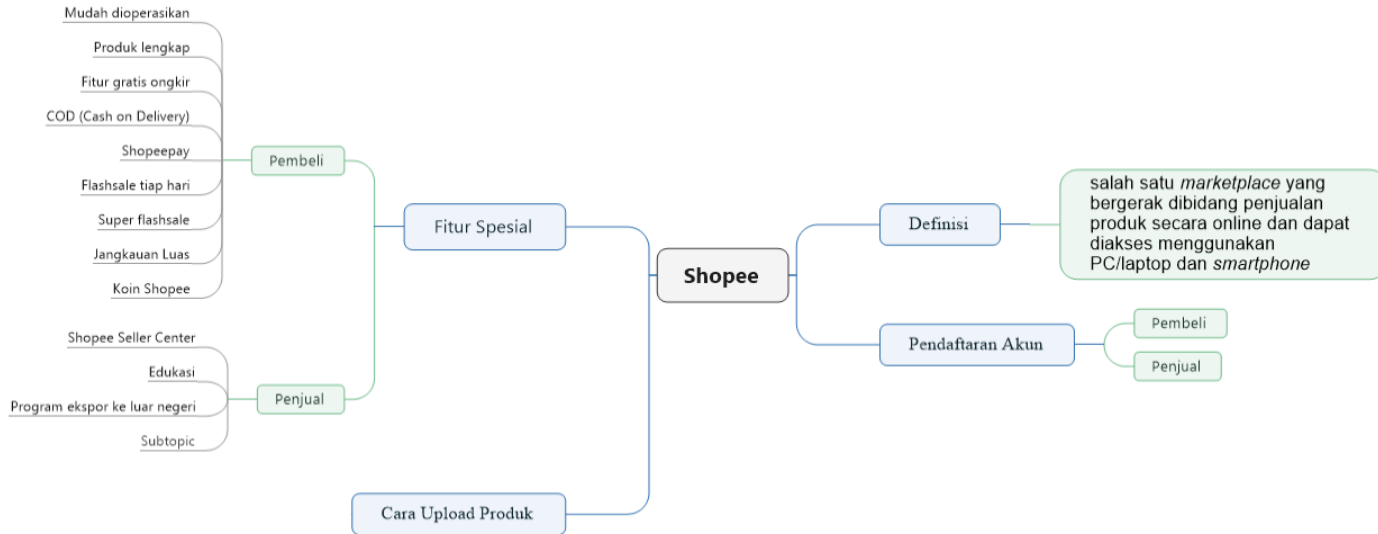 Mudah dioperasikan
Produk lengkap
Fitur gratis ongkir
COD (Cash on Delivery)
Shopeepay
Flashsale tiap hari
Super flashsale
Jangkauan Luas
Koin Shopee
Pembeli
Shopee Seller Center
Edukasi
Program ekspor ke luar negeri
Subtopic
Penjual
Fitur Spesial
Cara Upload Produk
Shopee
Definisi
salah satu marketplace yang
bergerak dibidang penjualan
produk secara online dan dapat
diakses menggunakan
PC/laptop dan smartphone
Pendaftaran Akun
Pembeli
Penjual